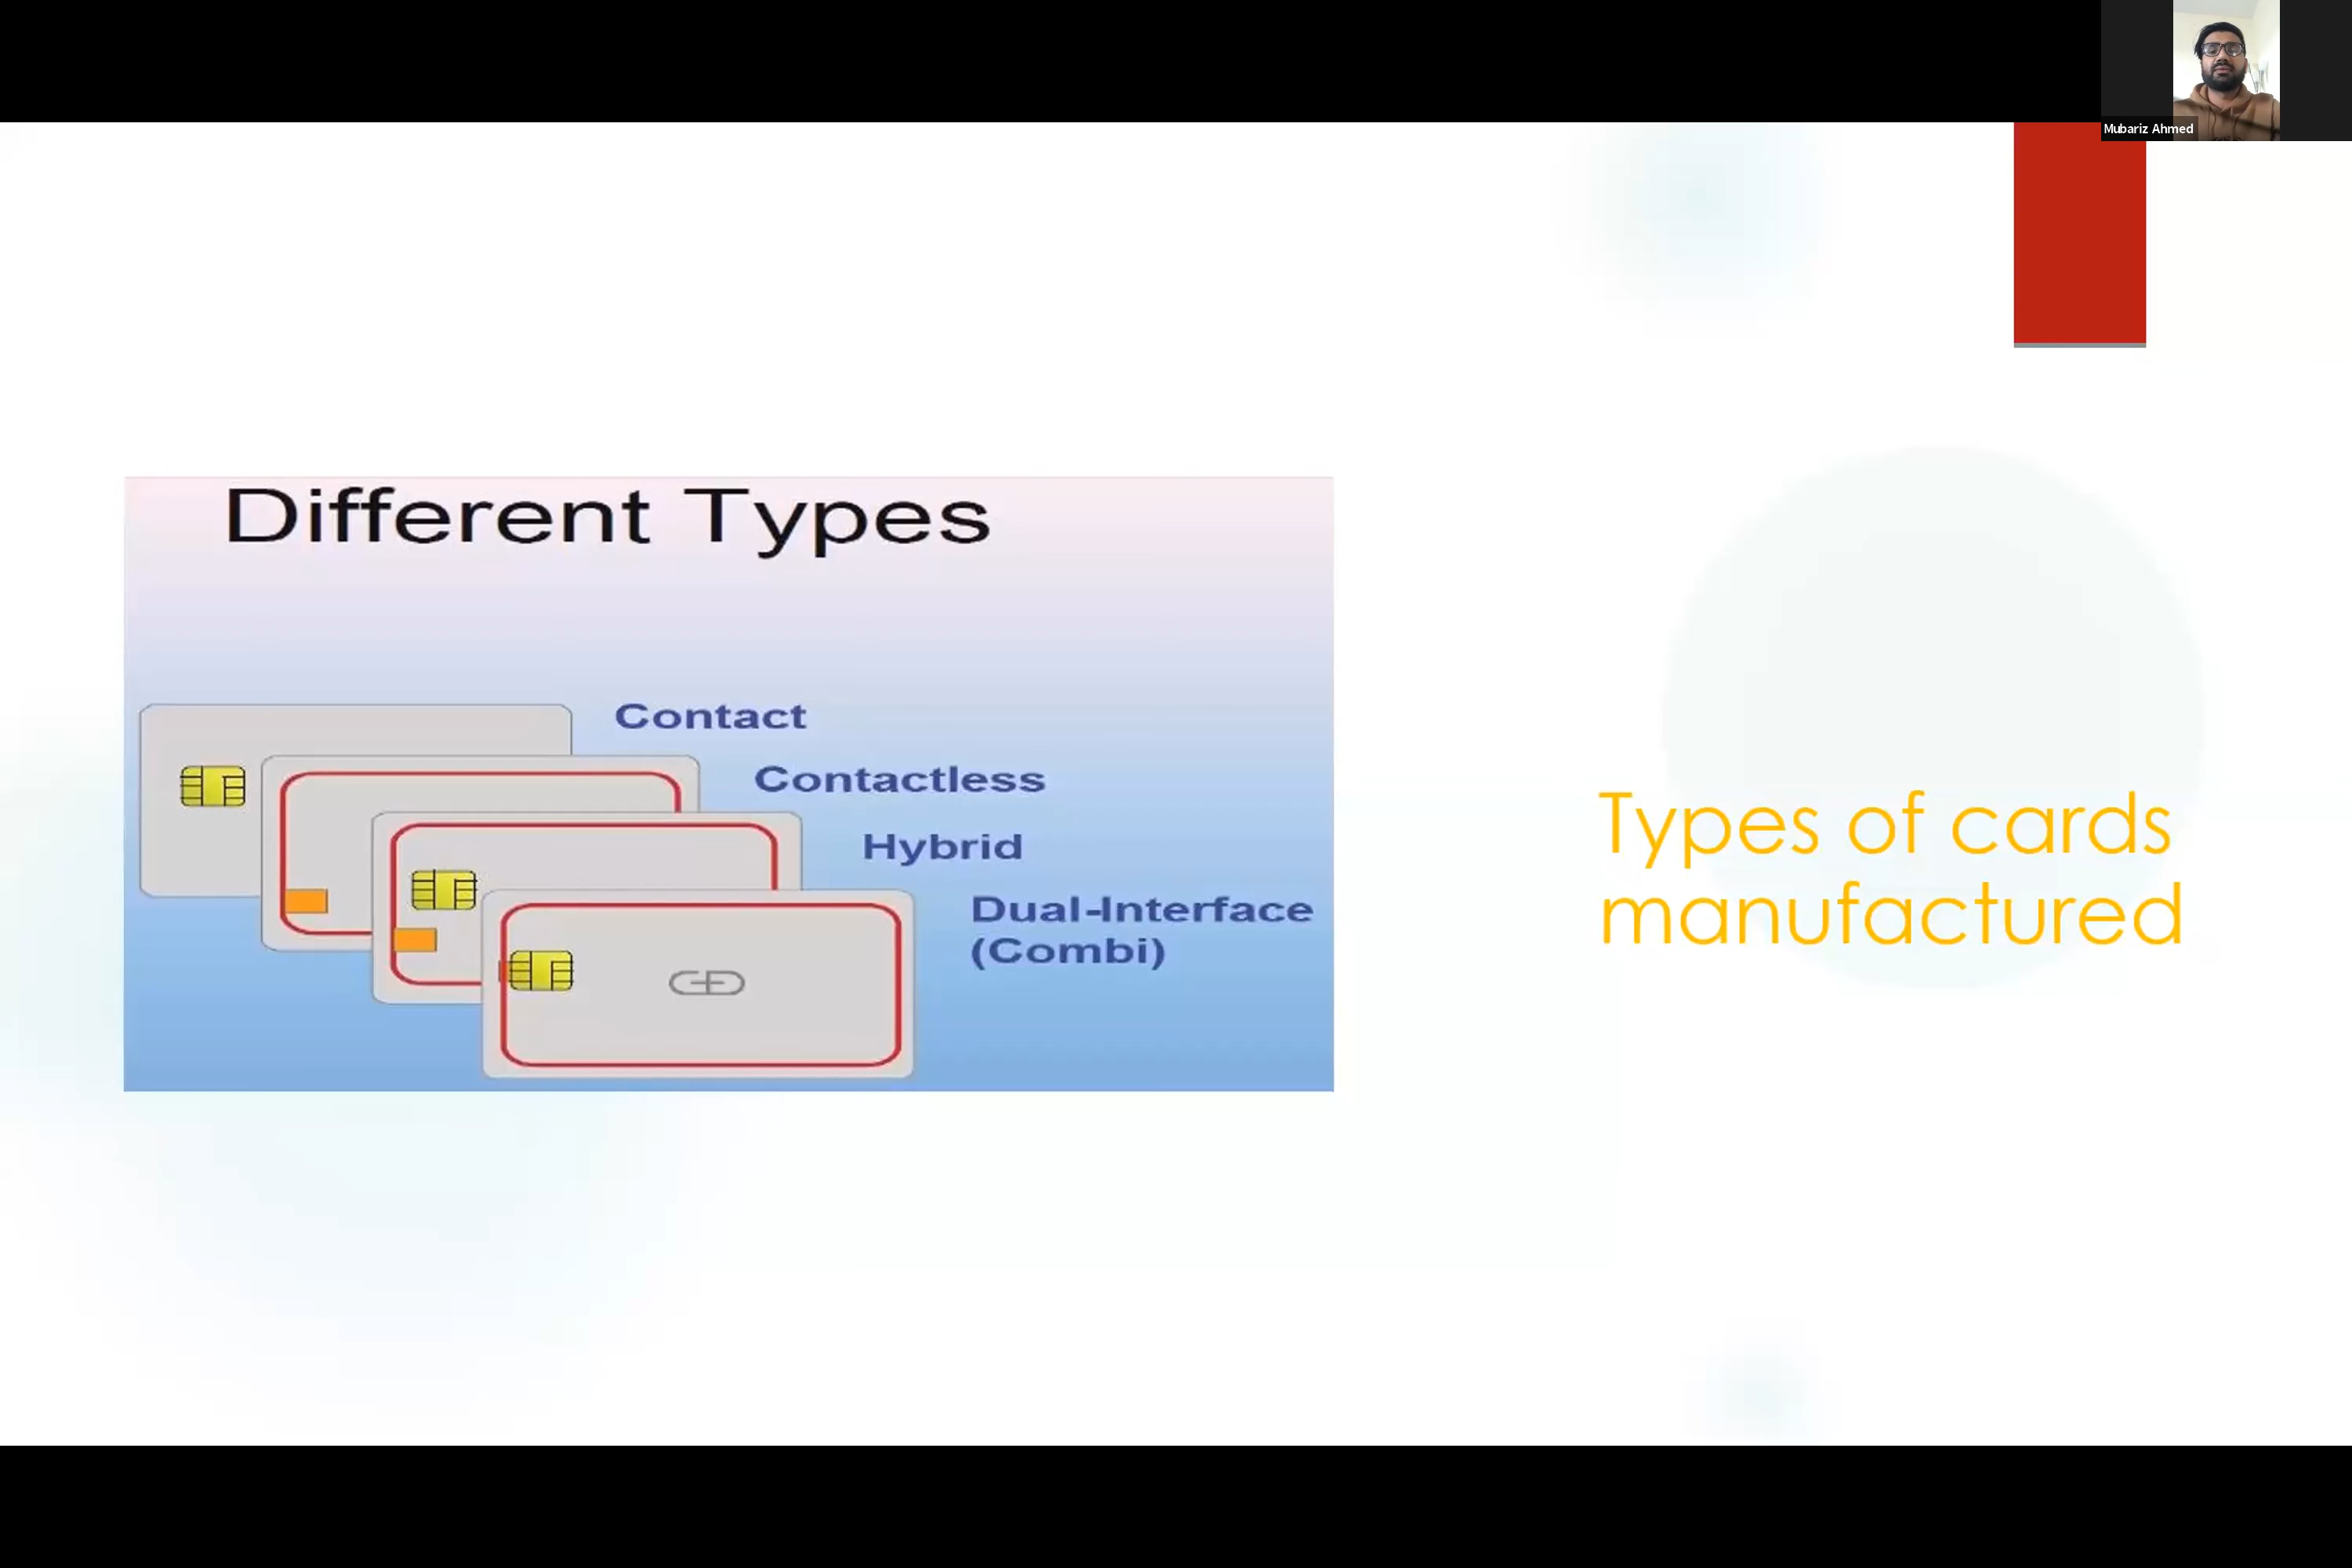 Mubariz Ahmed
Different Types
Contact
Contactless
Hybrid
Dual-Interface
(Combi)
Types of cards
manufactured